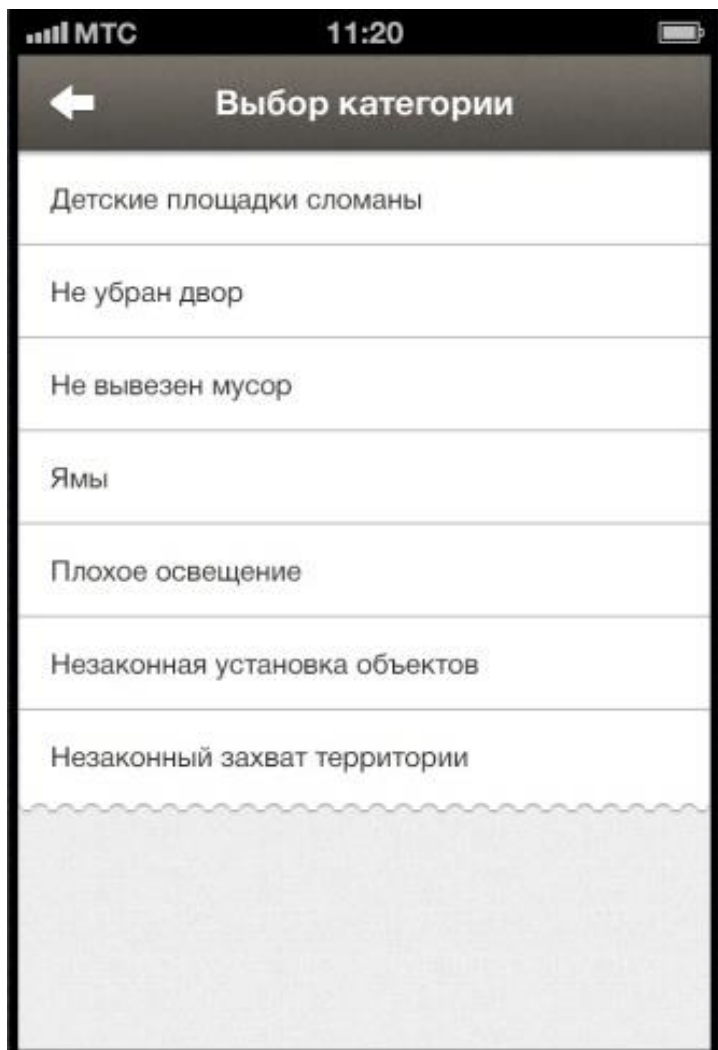 МТС 11:20
Выбор категории
Детские площадки сломаны
Не убран двор
Не вывезен мусор
Ямы
Плохое освещение
Незаконная установка объектов
Незаконный захват территории